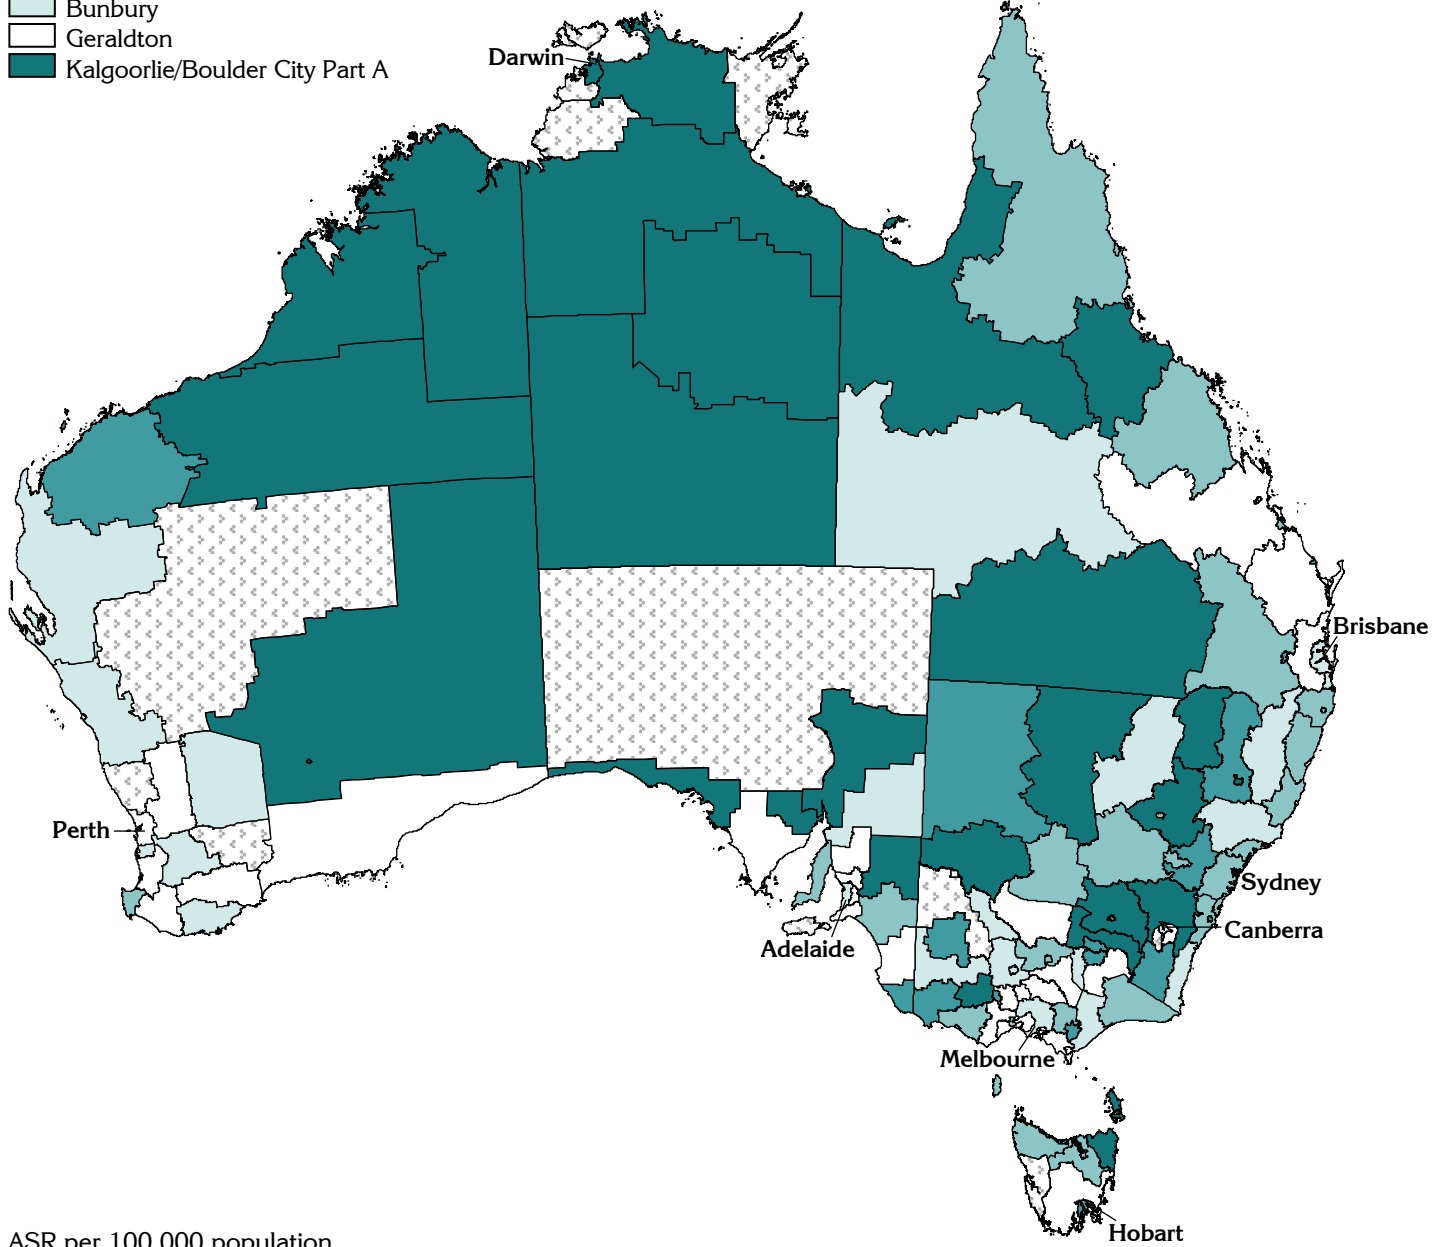 Bunbury
Geraldton
Kalgoorlie/Boulder City Part A
Darwin
Brisbane
Perth
Sydney
Canberra
Adelaide
Melbourne
Hobart
ASR per 100 000 population